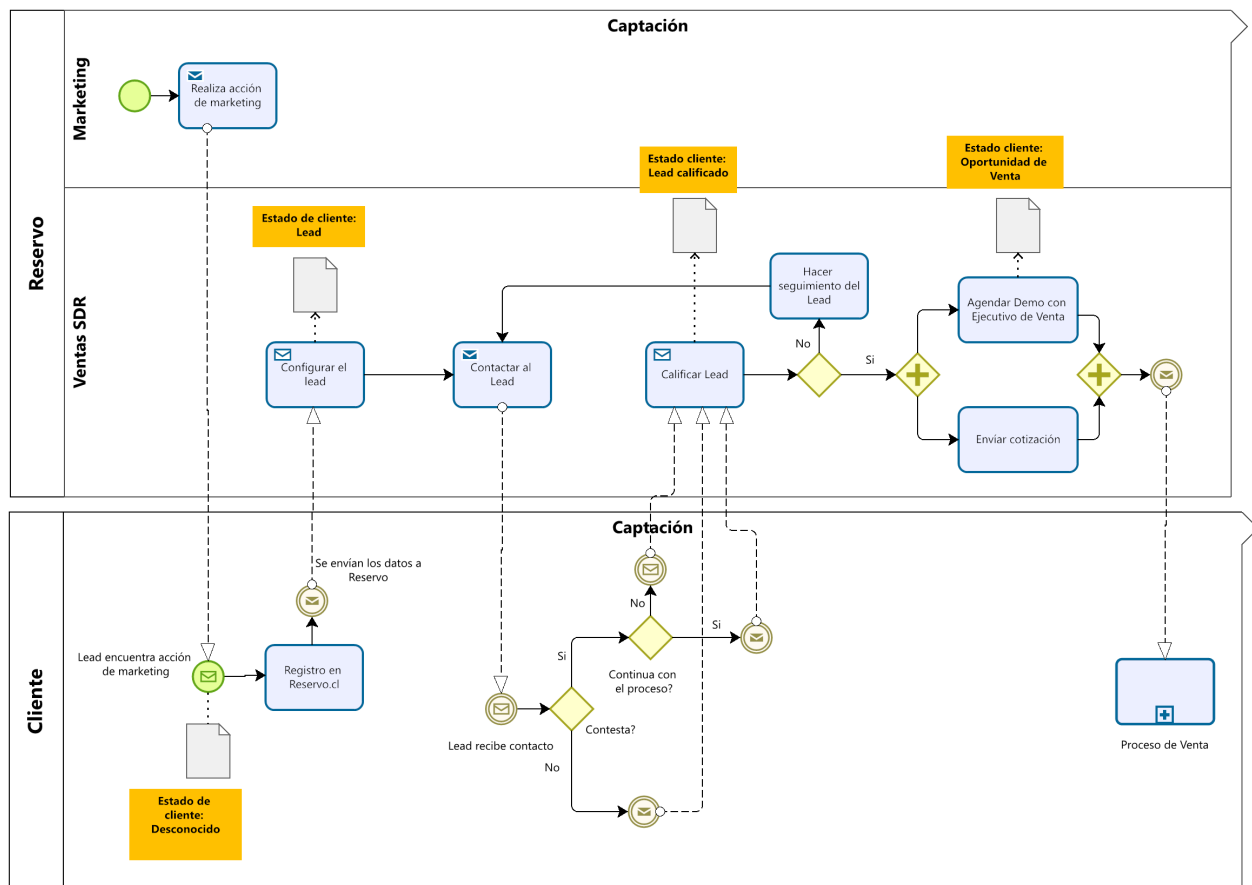 Captación
Reservo
Marketing
Realiza acción
de marketing
Ventas SDR
Estado de cliente:
Lead
Estado cliente:
Lead calificado
Estado cliente:
Oportunidad de
Venta
Configurar el
lead
Contactar al
Lead
Calificar Lead
Hacer
seguimiento del
Lead
No
Si
Agendar Demo con
Ejecutivo de Venta
Enviar cotización
Captación
Cliente
Lead encuentra acción
de marketing
Registro en
Reservo.cl
Se envían los datos a
Reservo
Estado de
cliente:
Desconocido
Lead recibe contacto
Contesta?
Si
No
Continua con
el proceso?
No
Si
Proceso de Venta